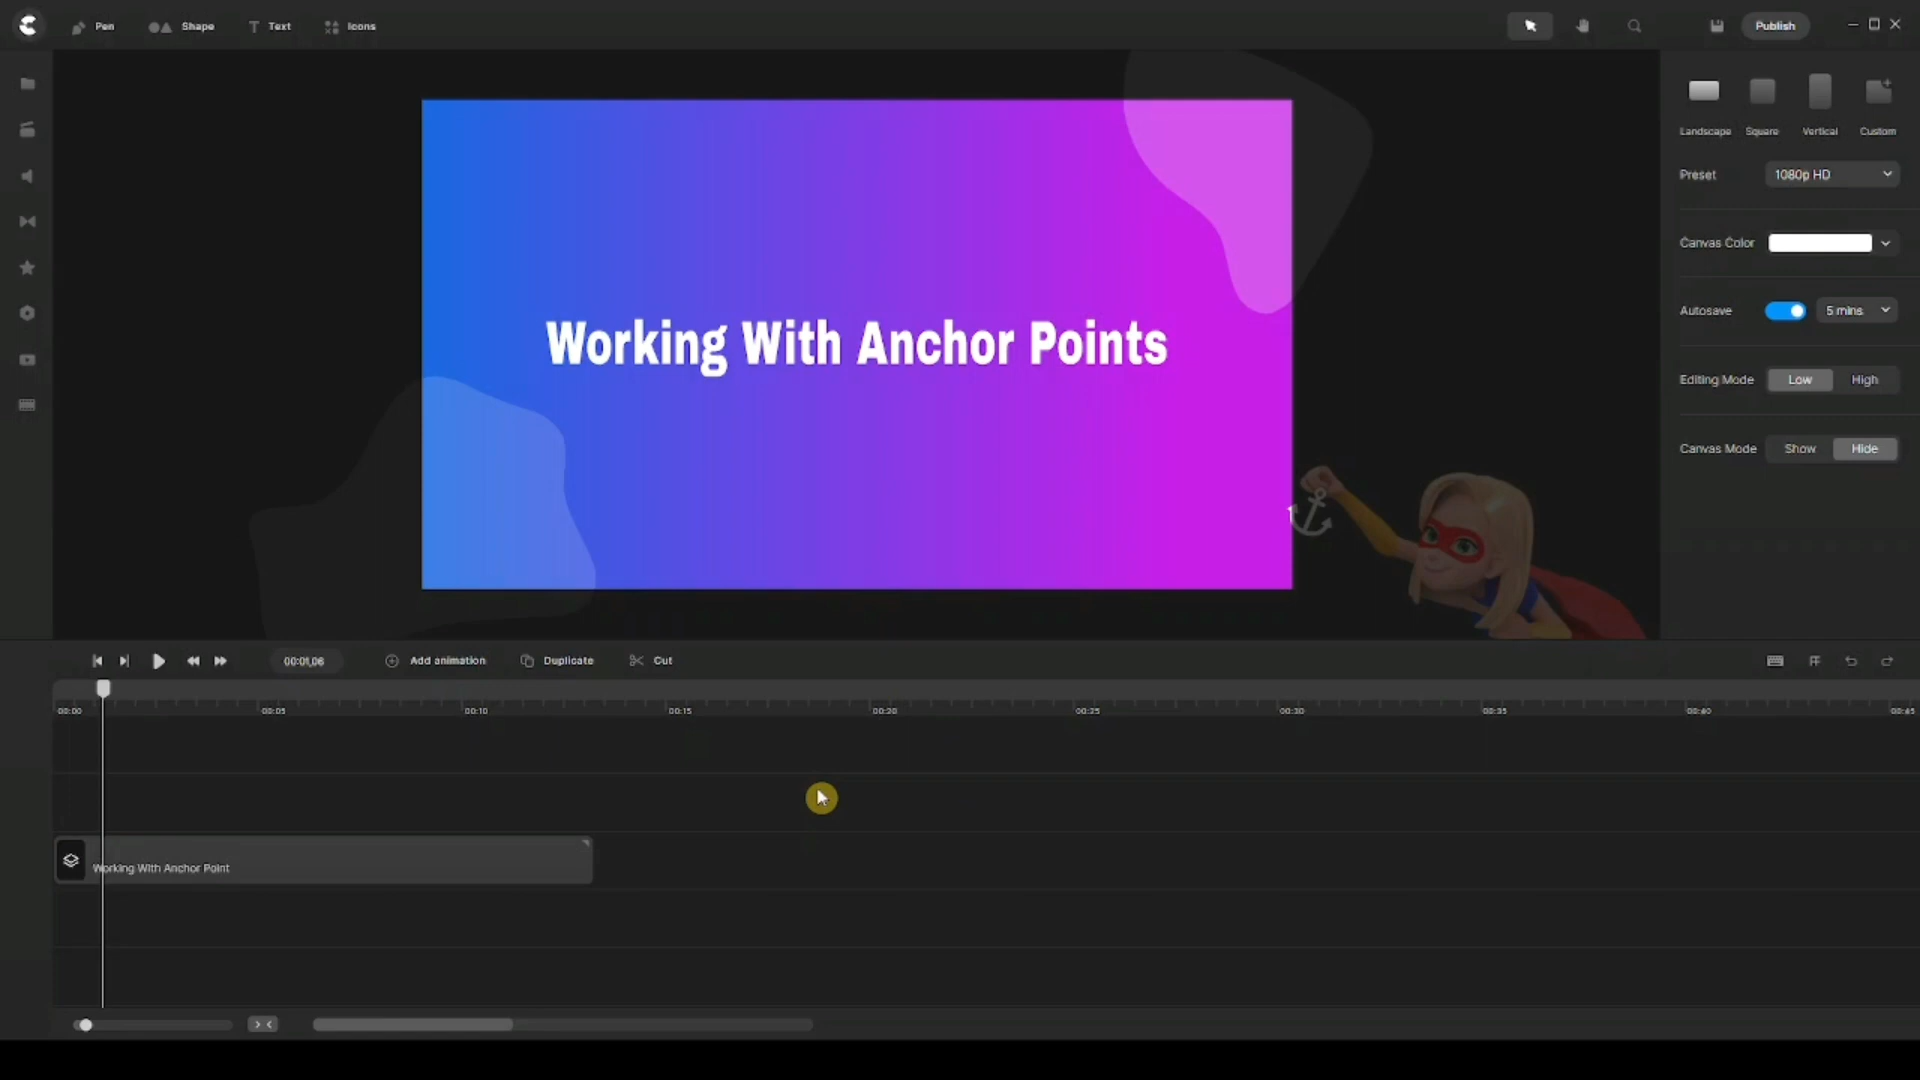 Pen Shape Text Icons Publish
Landscape Square Vertical Custom
Preset 1080p HD
Canvas Color
Autosave 5 mins
Editing Mode Low High
Canvas Mode Show Hide
Working With Anchor Points
00:01,06 Add animation Duplicate Cut
00:00 00:05 00:10 00:15 00:20 00:25 00:30 00:35 00:40 00:45
Working With Anchor Point